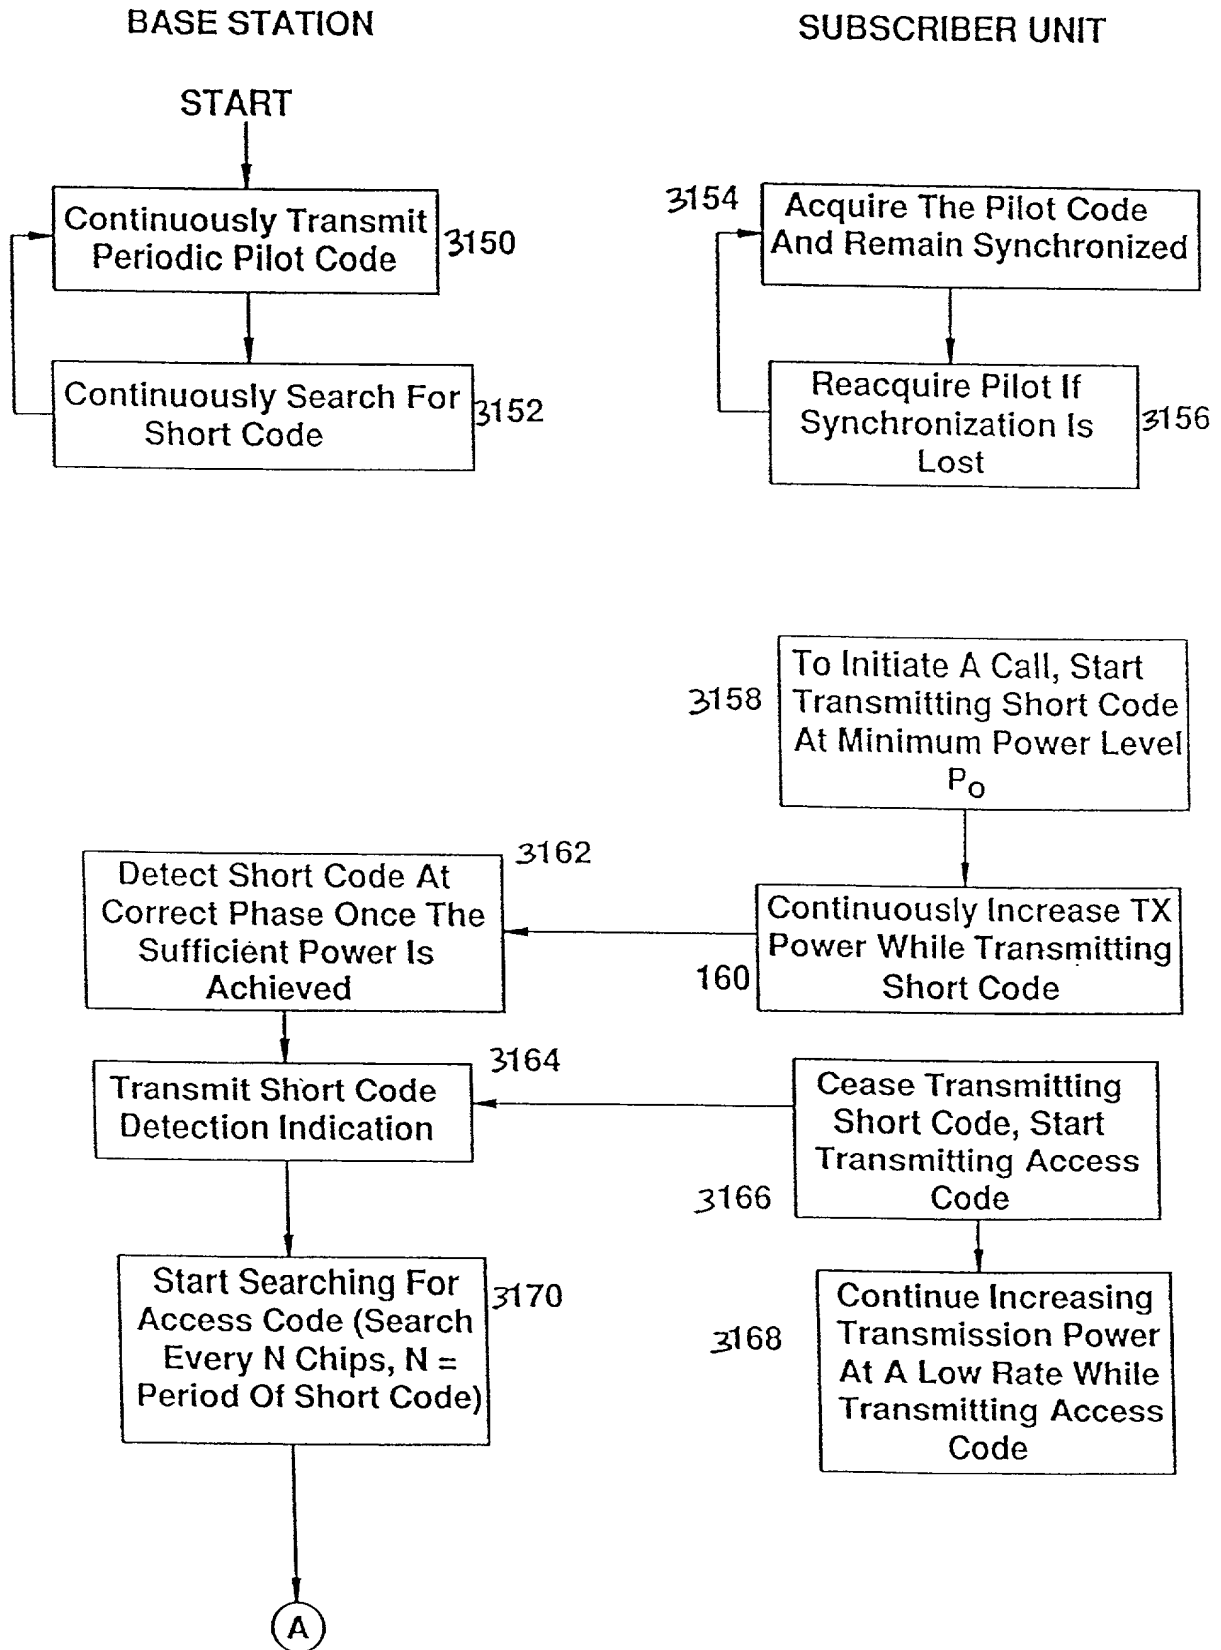 BASE STATION
SUBSCRIBER UNIT
START
Continuously Transmit
Periodic Pilot Code
3150
Continuously Search For
Short Code
3152
3154
Acquire The Pilot Code
And Remain Synchronized
Reacquire Pilot If
Synchronization Is
Lost
3156
3158
To Initiate A Call, Start
Transmitting Short Code
At Minimum Power Level
Po
3162
Detect Short Code At
Correct Phase Once The
Sufficient Power Is
Achieved
Continuously Increase TX
Power While Transmitting
Short Code
160
3164
Transmit Short Code
Detection Indication
Cease Transmitting
Short Code, Start
Transmitting Access
Code
3166
Start Searching For
Access Code (Search
Every N Chips, N =
Period Of Short Code)
3170
3168
Continue Increasing
Transmission Power
At A Low Rate While
Transmitting Access
Code
A